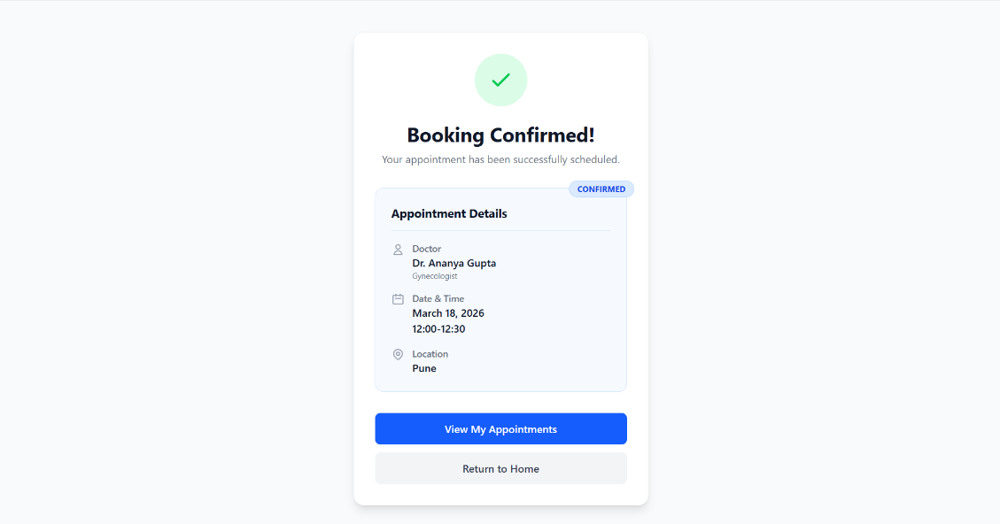 Booking Confirmed!
Your appointment has been successfully scheduled.
CONFIRMED
Appointment Details
Doctor
Dr. Ananya Gupta
Gynecologist
Date & Time
March 18, 2026
12:00-12:30
Location
Pune
View My Appointments
Return to Home